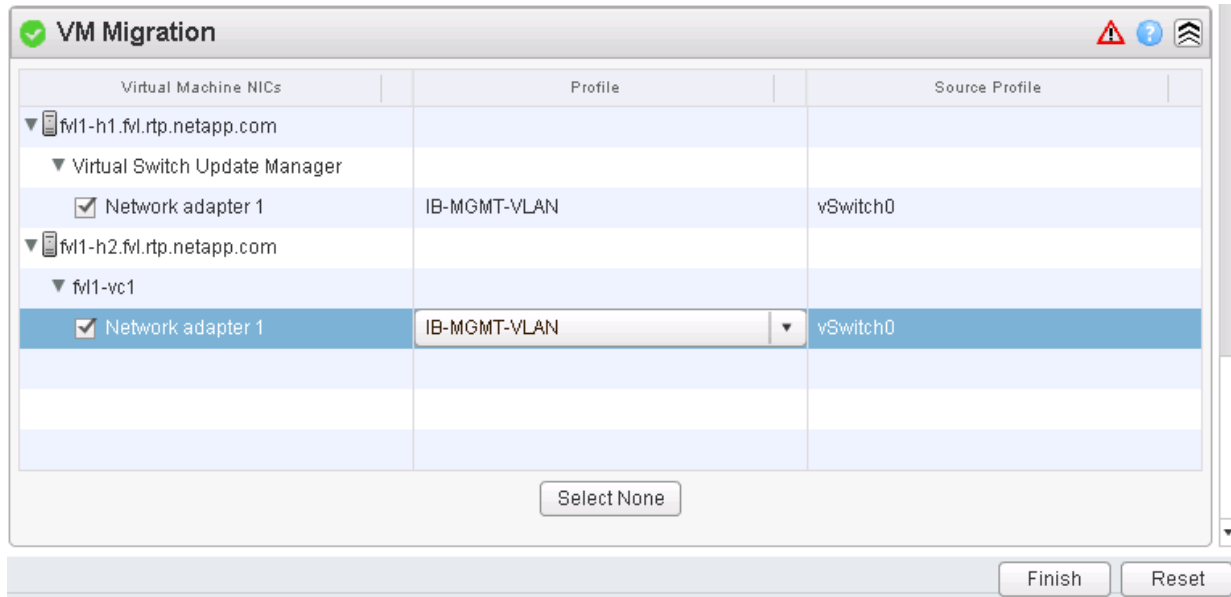 VM Migration
Virtual Machine NICs Profile Source Profile
fvl1-h1.fvl.rtp.netapp.com
Virtual Switch Update Manager
Network adapter 1 IB-MGMT-VLAN vSwitch0
fvl1-h2.fvl.rtp.netapp.com
fvl1-vc1
Network adapter 1 IB-MGMT-VLAN vSwitch0
Select None
Finish Reset